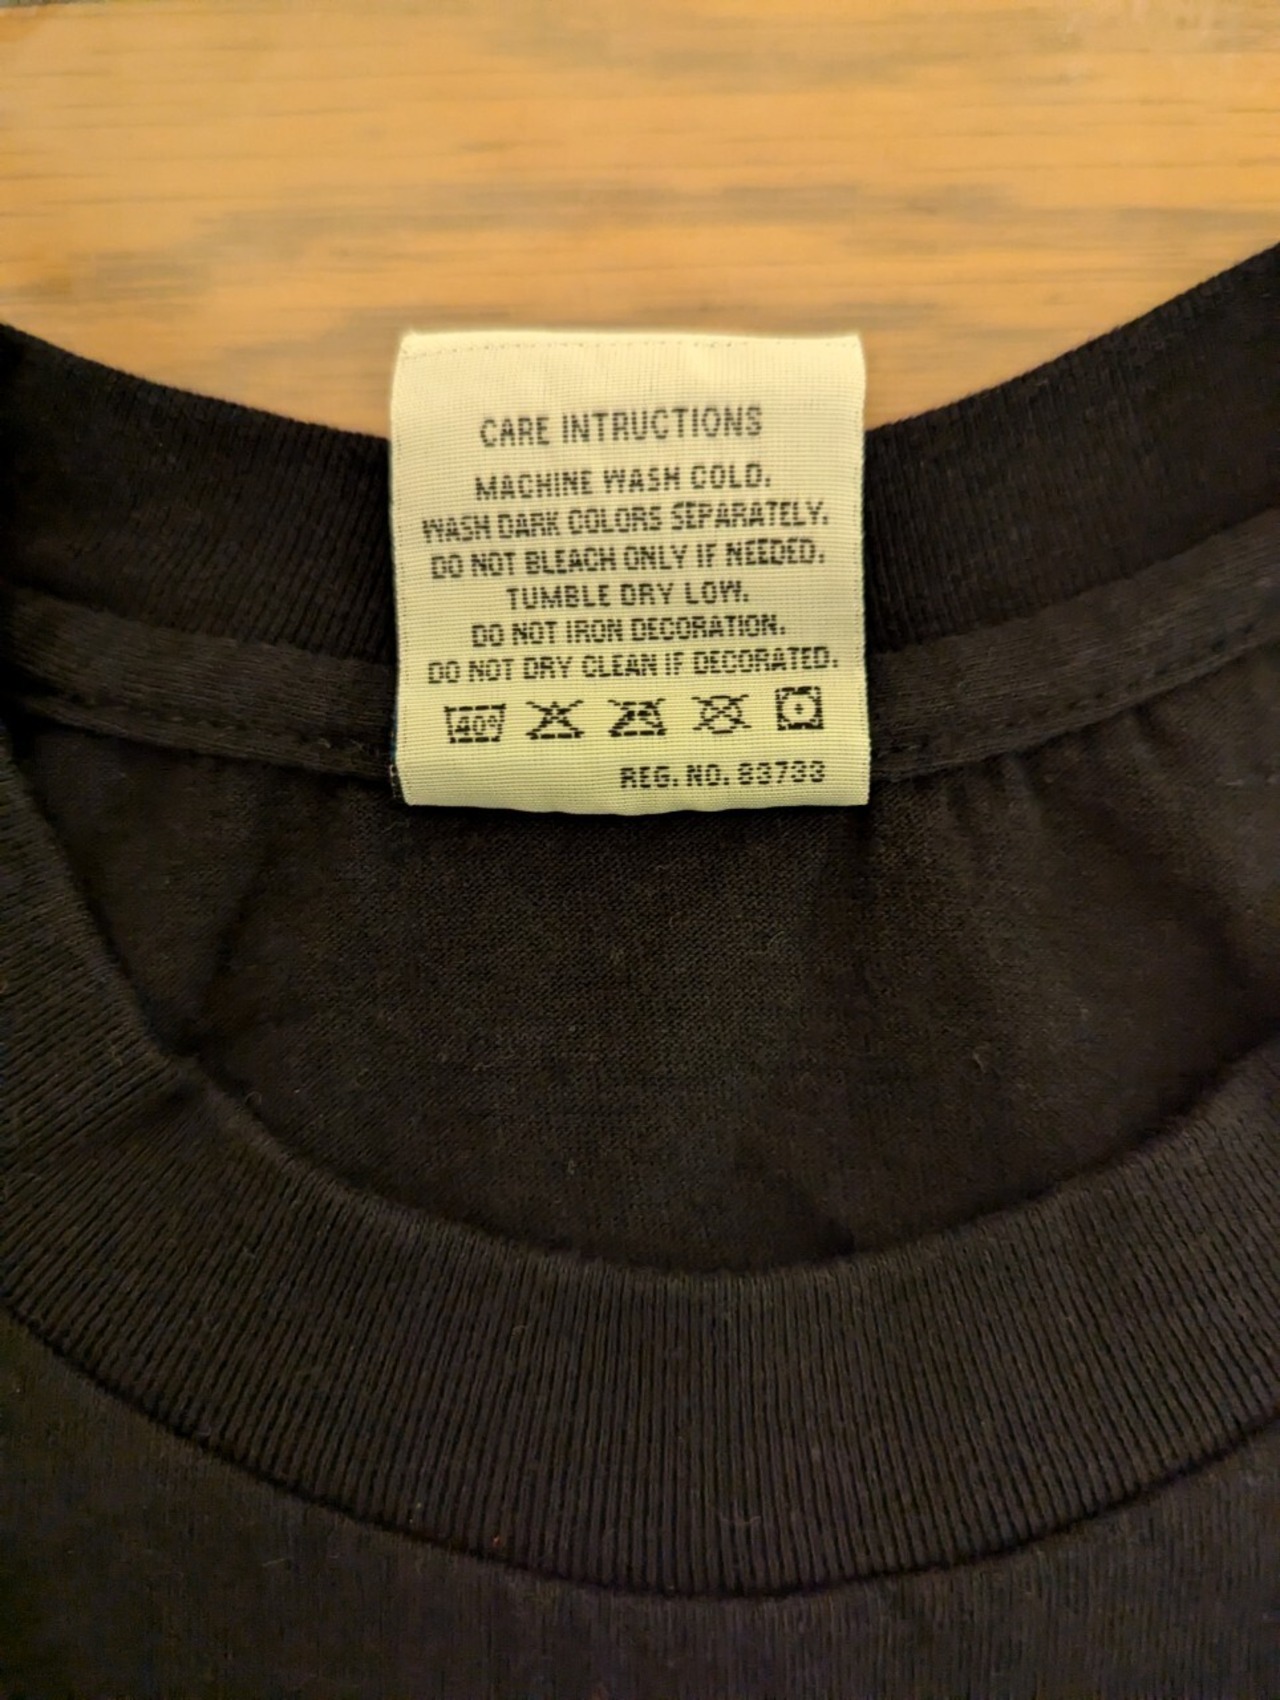 CARE INTRUCTIONS
MACHINE WASH COLD.
WASH DARK COLORS SEPARATELY.
DO NOT BLEACH ONLY IF NEEDED.
TUMBLE DRY LOW.
DO NOT IRON DECORATION.
DO NOT DRY CLEAN IF DECORATED.
40°
REG. NO. 83733